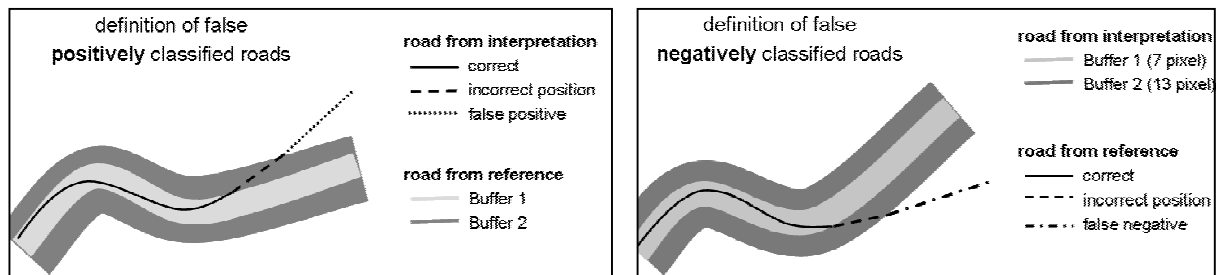 definition of false
positively classified roads
road from interpretation
correct
incorrect position
false positive
road from reference
Buffer 1
Buffer 2
definition of false
negatively classified roads
road from interpretation
Buffer 1 (7 pixel)
Buffer 2 (13 pixel)
road from reference
correct
incorrect position
false negative